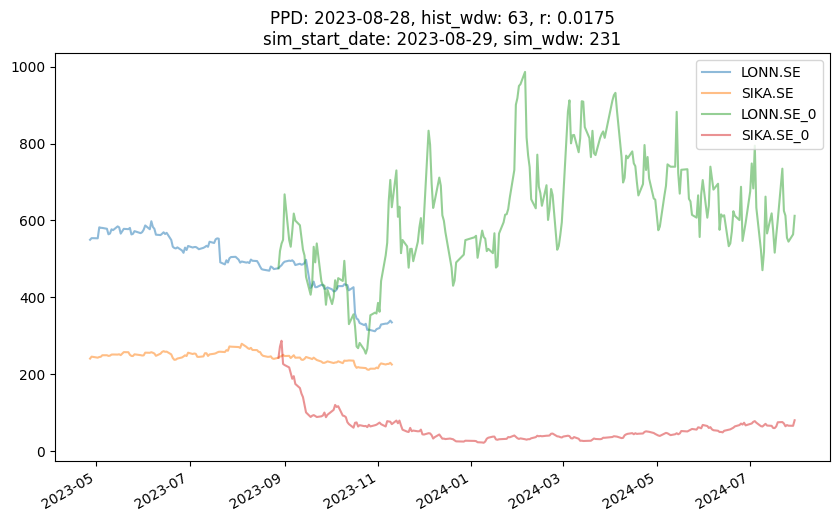 PPD: 2023-08-28, hist_wdw: 63, r: 0.0175
sim_start_date: 2023-08-29, sim_wdw: 231
1000
800
600
400
200
0
LONN.SE
SIKA.SE
LONN.SE_0
SIKA.SE_0
2023-05
2023-07
2023-09
2023-11
2024-01
2024-03
2024-05
2024-07